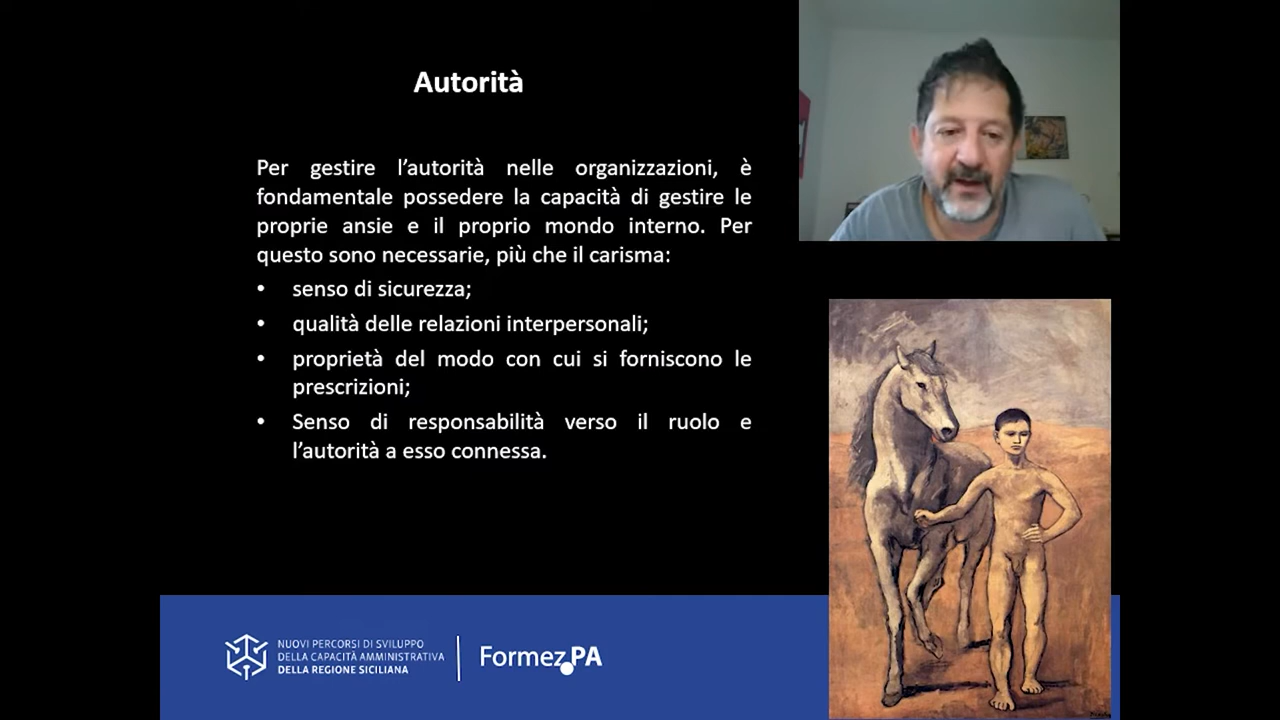 Autorità
Per gestire l’autorità nelle organizzazioni, è
fondamentale possedere la capacità di gestire le
proprie ansie e il proprio mondo interno. Per
questo sono necessarie, più che il carisma:
• senso di sicurezza;
• qualità delle relazioni interpersonali;
• proprietà del modo con cui si forniscono le
prescrizioni;
• Senso di responsabilità verso il ruolo e
l’autorità a esso connessa.
NUOVI PERCORSI DI SVILUPPO
DELLA CAPACITÀ AMMINISTRATIVA
DELLA REGIONE SICILIANA
Formez.PA